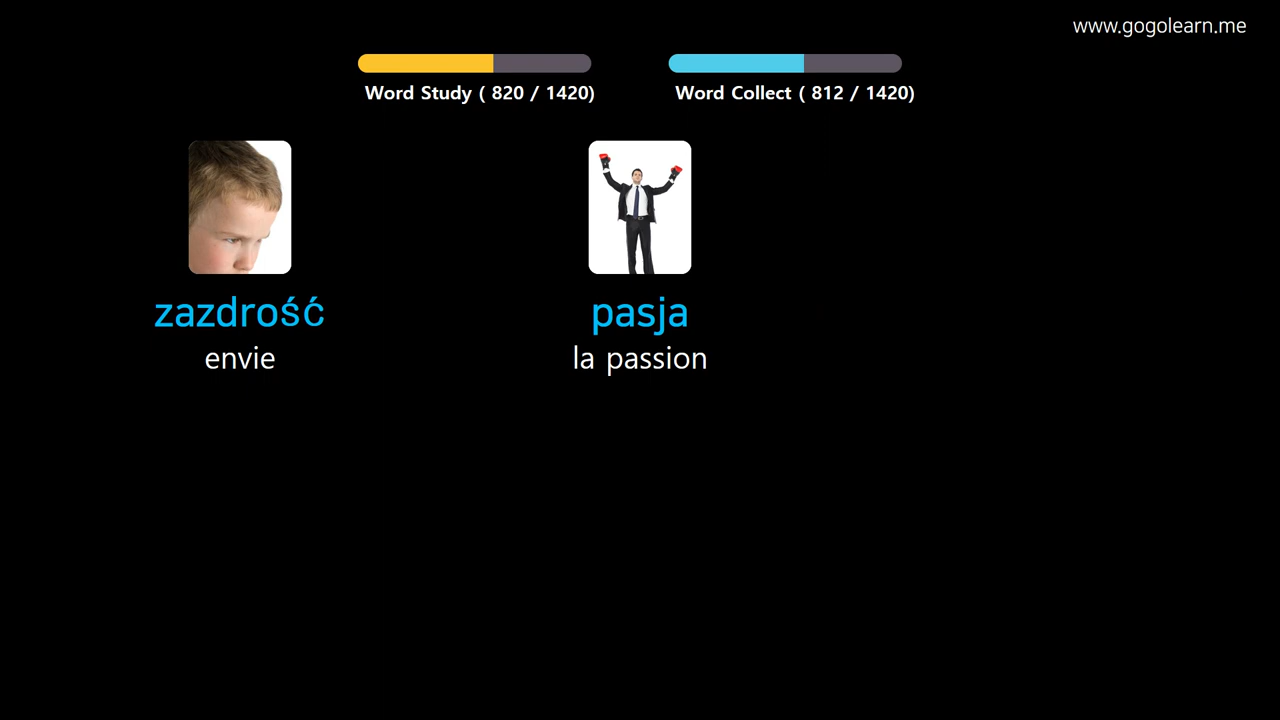 www.gogolearn.me
Word Study ( 820 / 1420)
Word Collect ( 812 / 1420)
zazdrość
envie
pasja
la passion